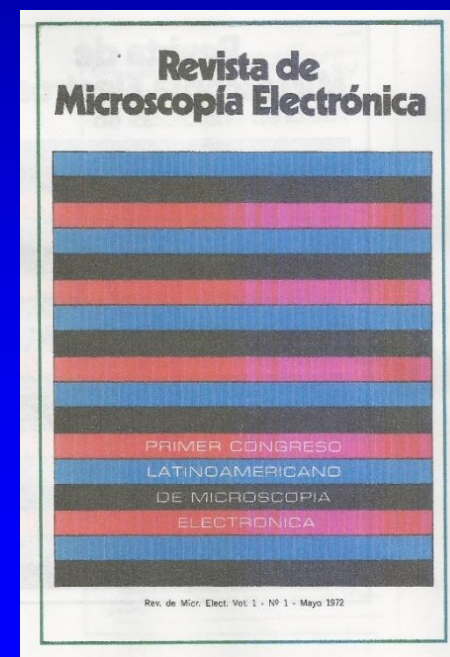 Revista de
Microscopía Electrónica
PRIMER CONGRESO
LATINOAMERICANO
DE MICROSCOPIA
ELECTRONICA
Rev. de Micr. Elect. Vol. 1 - Nº 1 - Mayo 1972